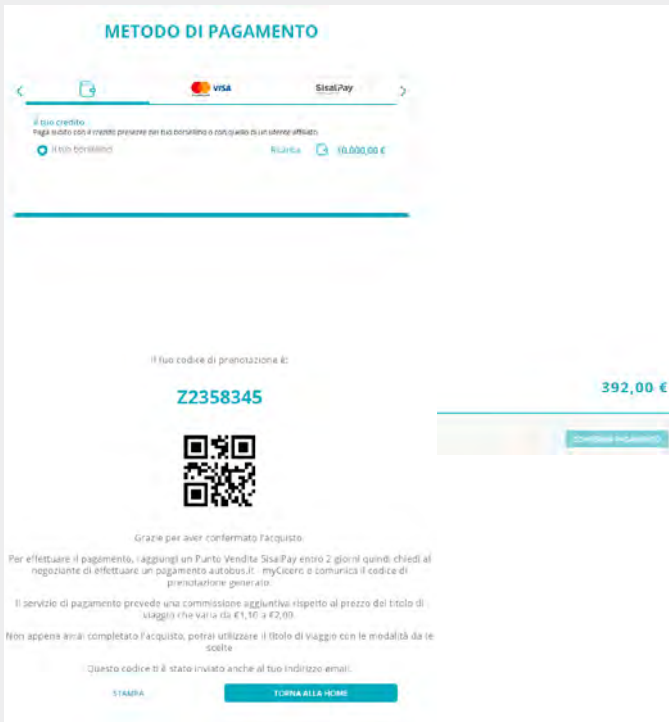 METODO DI PAGAMENTO
VISA
SisalPay
Il tuo credito
Paga subito con il credito presente nel tuo borsellino o con quello di un utente affiliato
Il tuo borsellino
Ricarica
10.000,00 €
Il tuo codice di prenotazione è:
Z2358345
392,00 €
CONFERMA PAGAMENTO
Grazie per aver confermato l'acquisto.
Per effettuare il pagamento, raggiungi un Punto Vendita SisalPay entro 2 giorni quindi chiedi al
negoziante di effettuare un pagamento autobus.it - myCicero e comunica il codice di
prenotazione generato.
Il servizio di pagamento prevede una commissione aggiuntiva rispetto al prezzo del titolo di
viaggio che varia da €1,10 a €2,00.
Non appena avrai completato l'acquisto, potrai utilizzare il titolo di viaggio con le modalità da te
scelte
Questo codice ti è stato inviato anche al tuo indirizzo email.
STAMPA
TORNA ALLA HOME